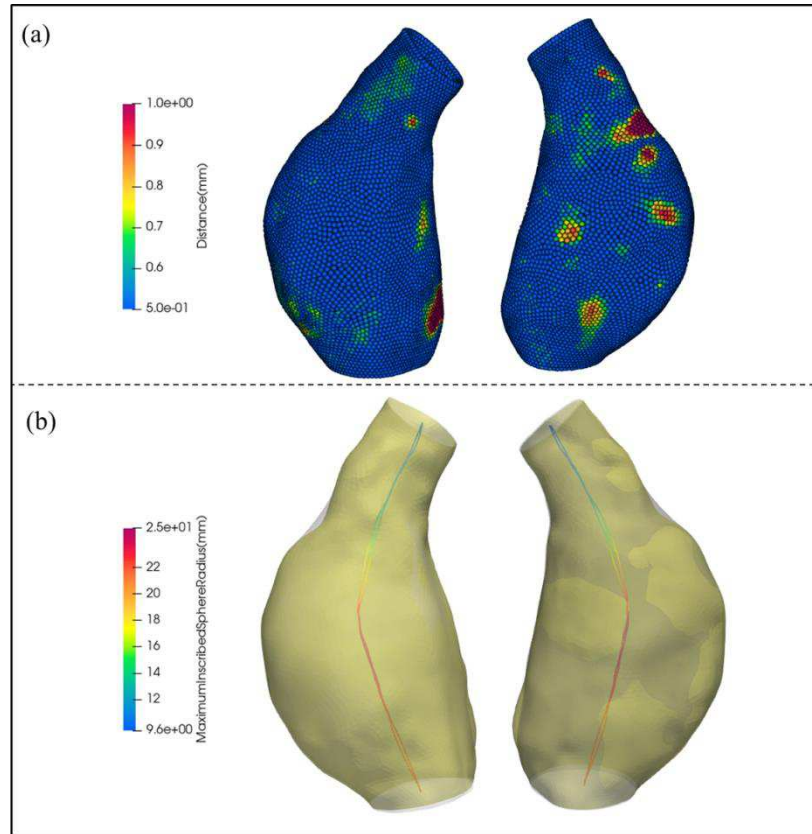 (a)
1.0e+00
0.9
0.8
0.7
0.6
5.0e-01
Distance(mm)
(b)
2.5e+01
22
20
18
16
14
12
9.6e+00
MaximumInscribedSphereRadius(mm)